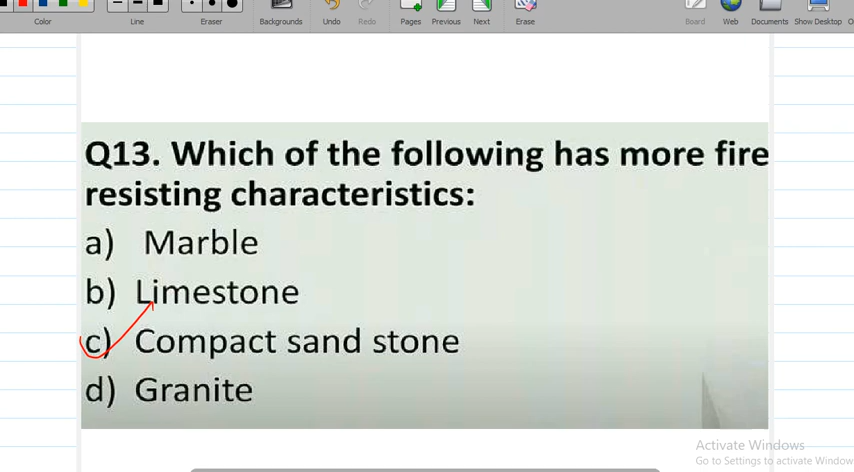 Color
Line
Eraser
Backgrounds
Undo
Redo
Pages
Previous
Next
Erase
Board
Web
Documents
Show Desktop
Q13. Which of the following has more fire
resisting characteristics:
a) Marble
b) Limestone
c) Compact sand stone
d) Granite
Activate Windows
Go to Settings to activate Window